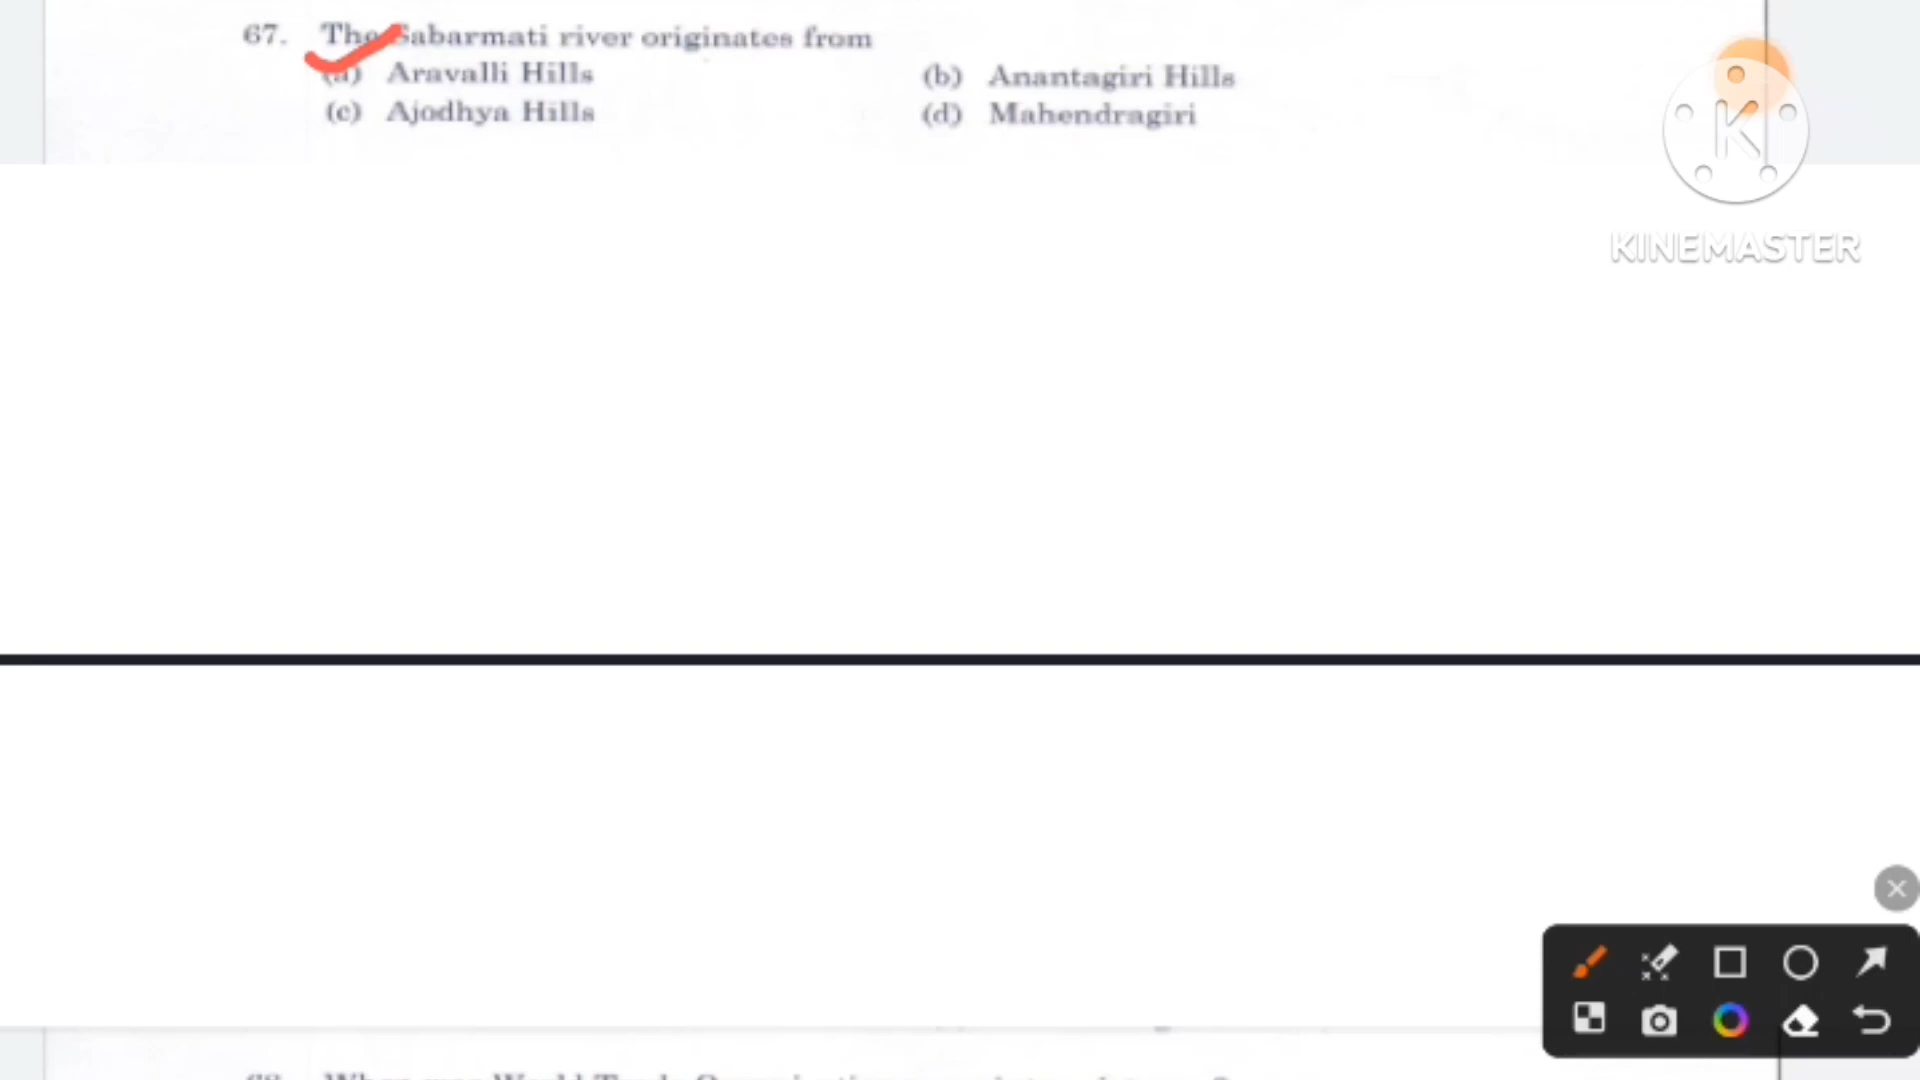 67. The Sabarmati river originates from
(a) Aravalli Hills (b) Anantagiri Hills
(c) Ajodhya Hills (d) Mahendragiri
KINEMASTER